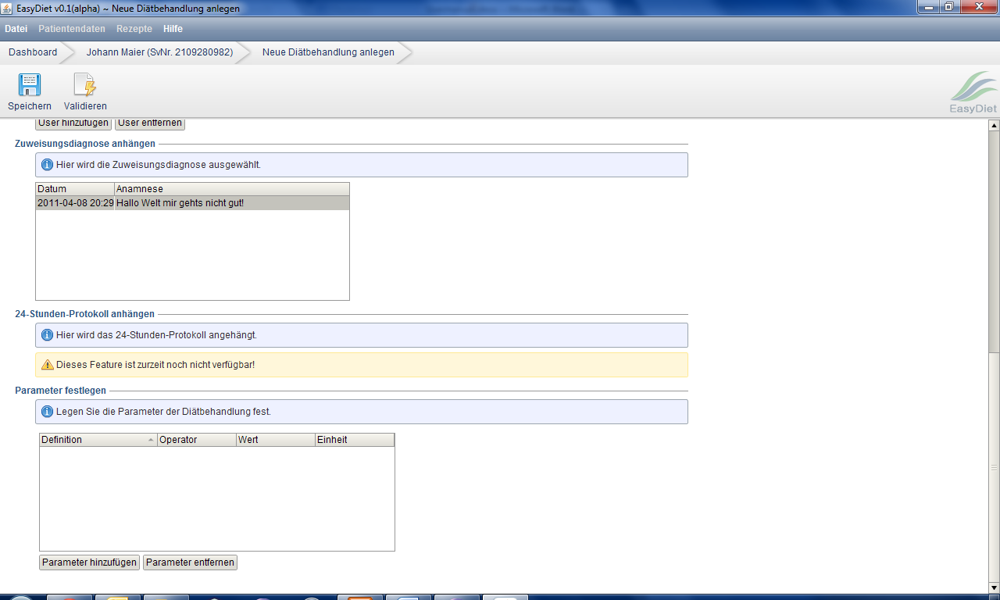 EasyDiet v0.1(alpha) ~ Neue Diätbehandlung anlegen
Datei Patientendaten Rezepte Hilfe
Dashboard Johann Maier (SvNr. 2109280982) Neue Diätbehandlung anlegen
Speichern Validieren
EasyDiet
User hinzufügen User entfernen
Zuweisungsdiagnose anhängen
Hier wird die Zuweisungsdiagnose ausgewählt.
Datum Anamnese
2011-04-08 20:29 Hallo Welt mir gehts nicht gut!
24-Stunden-Protokoll anhängen
Hier wird das 24-Stunden-Protokoll angehängt.
Dieses Feature ist zurzeit noch nicht verfügbar!
Parameter festlegen
Legen Sie die Parameter der Diätbehandlung fest.
Definition Operator Wert Einheit
Parameter hinzufügen Parameter entfernen